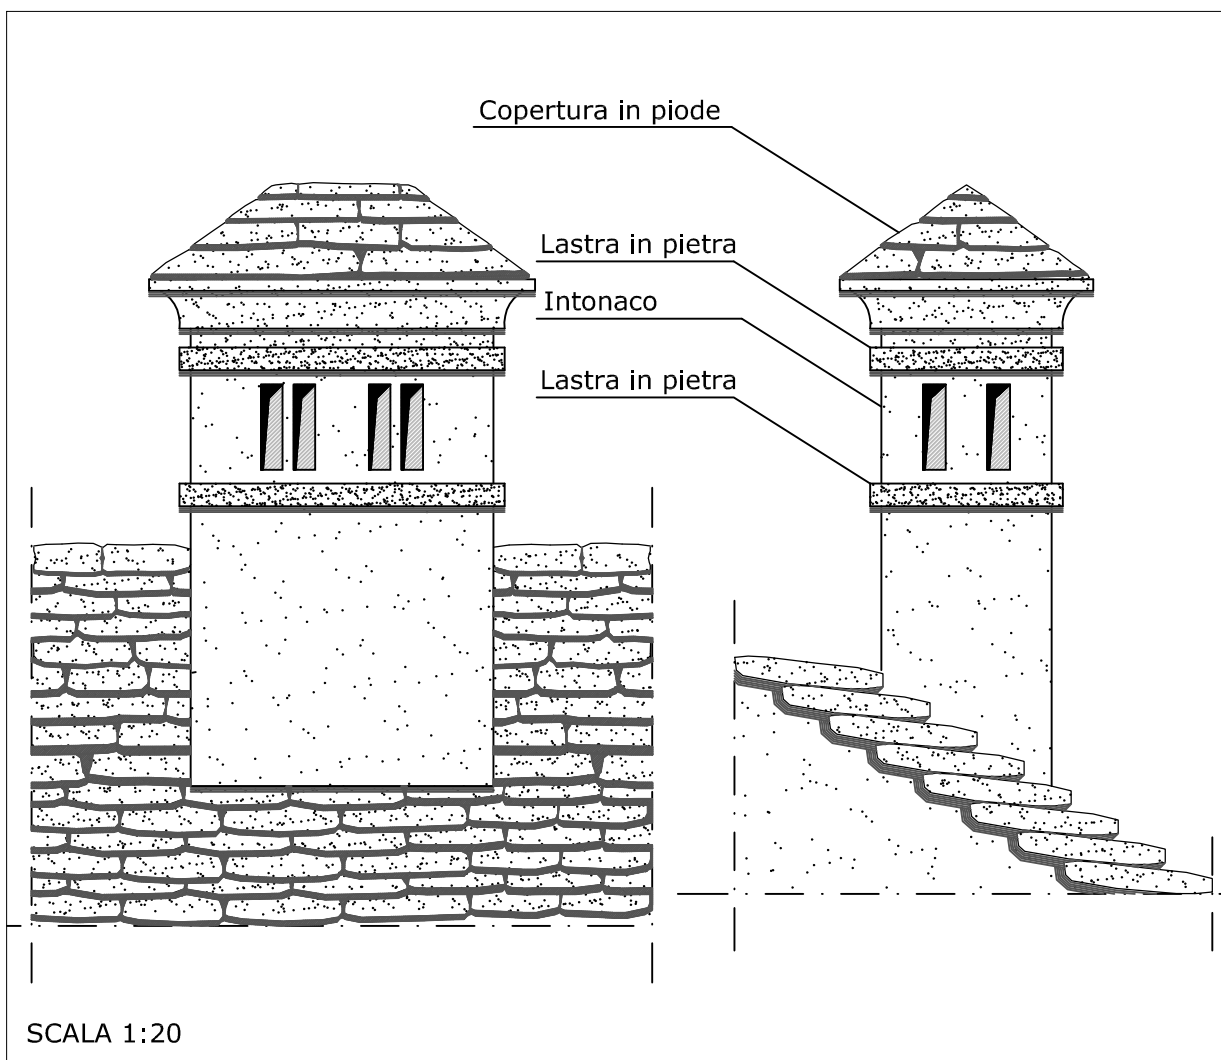 Copertura in piode
Lastra in pietra
Intonaco
Lastra in pietra
SCALA 1:20